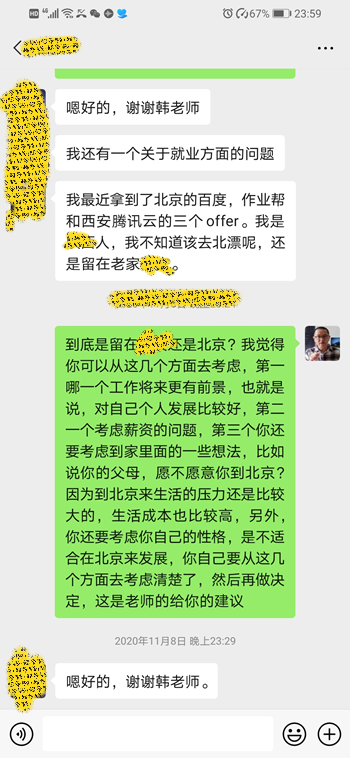 HD 4G 67% 23:59
嗯好的，谢谢韩老师
我还有一个关于就业方面的问题
我最近拿到了北京的百度，作业帮
和西安腾讯云的三个offer。我是
人，我不知道该去北漂呢，还
是留在老家。
到底是留在还是北京？我觉得
你可以从这几个方面去考虑，第一
哪一个工作将来更有前景，也就是
说，对自己个人发展比较好，第二
一个考虑薪资的问题，第三个你还
要考虑到家里面的一些想法，比如
说你的父母，愿不愿意你到北京？
因为到北京来生活的压力还是比较
大的，生活成本也比较高，另外，
你还要考虑你自己的性格，是不适
合在北京来发展，你自己要从这几
个方面去考虑清楚了，然后再做决
定，这是老师的给你的建议
2020年11月8日 晚上23:29
嗯好的，谢谢韩老师。